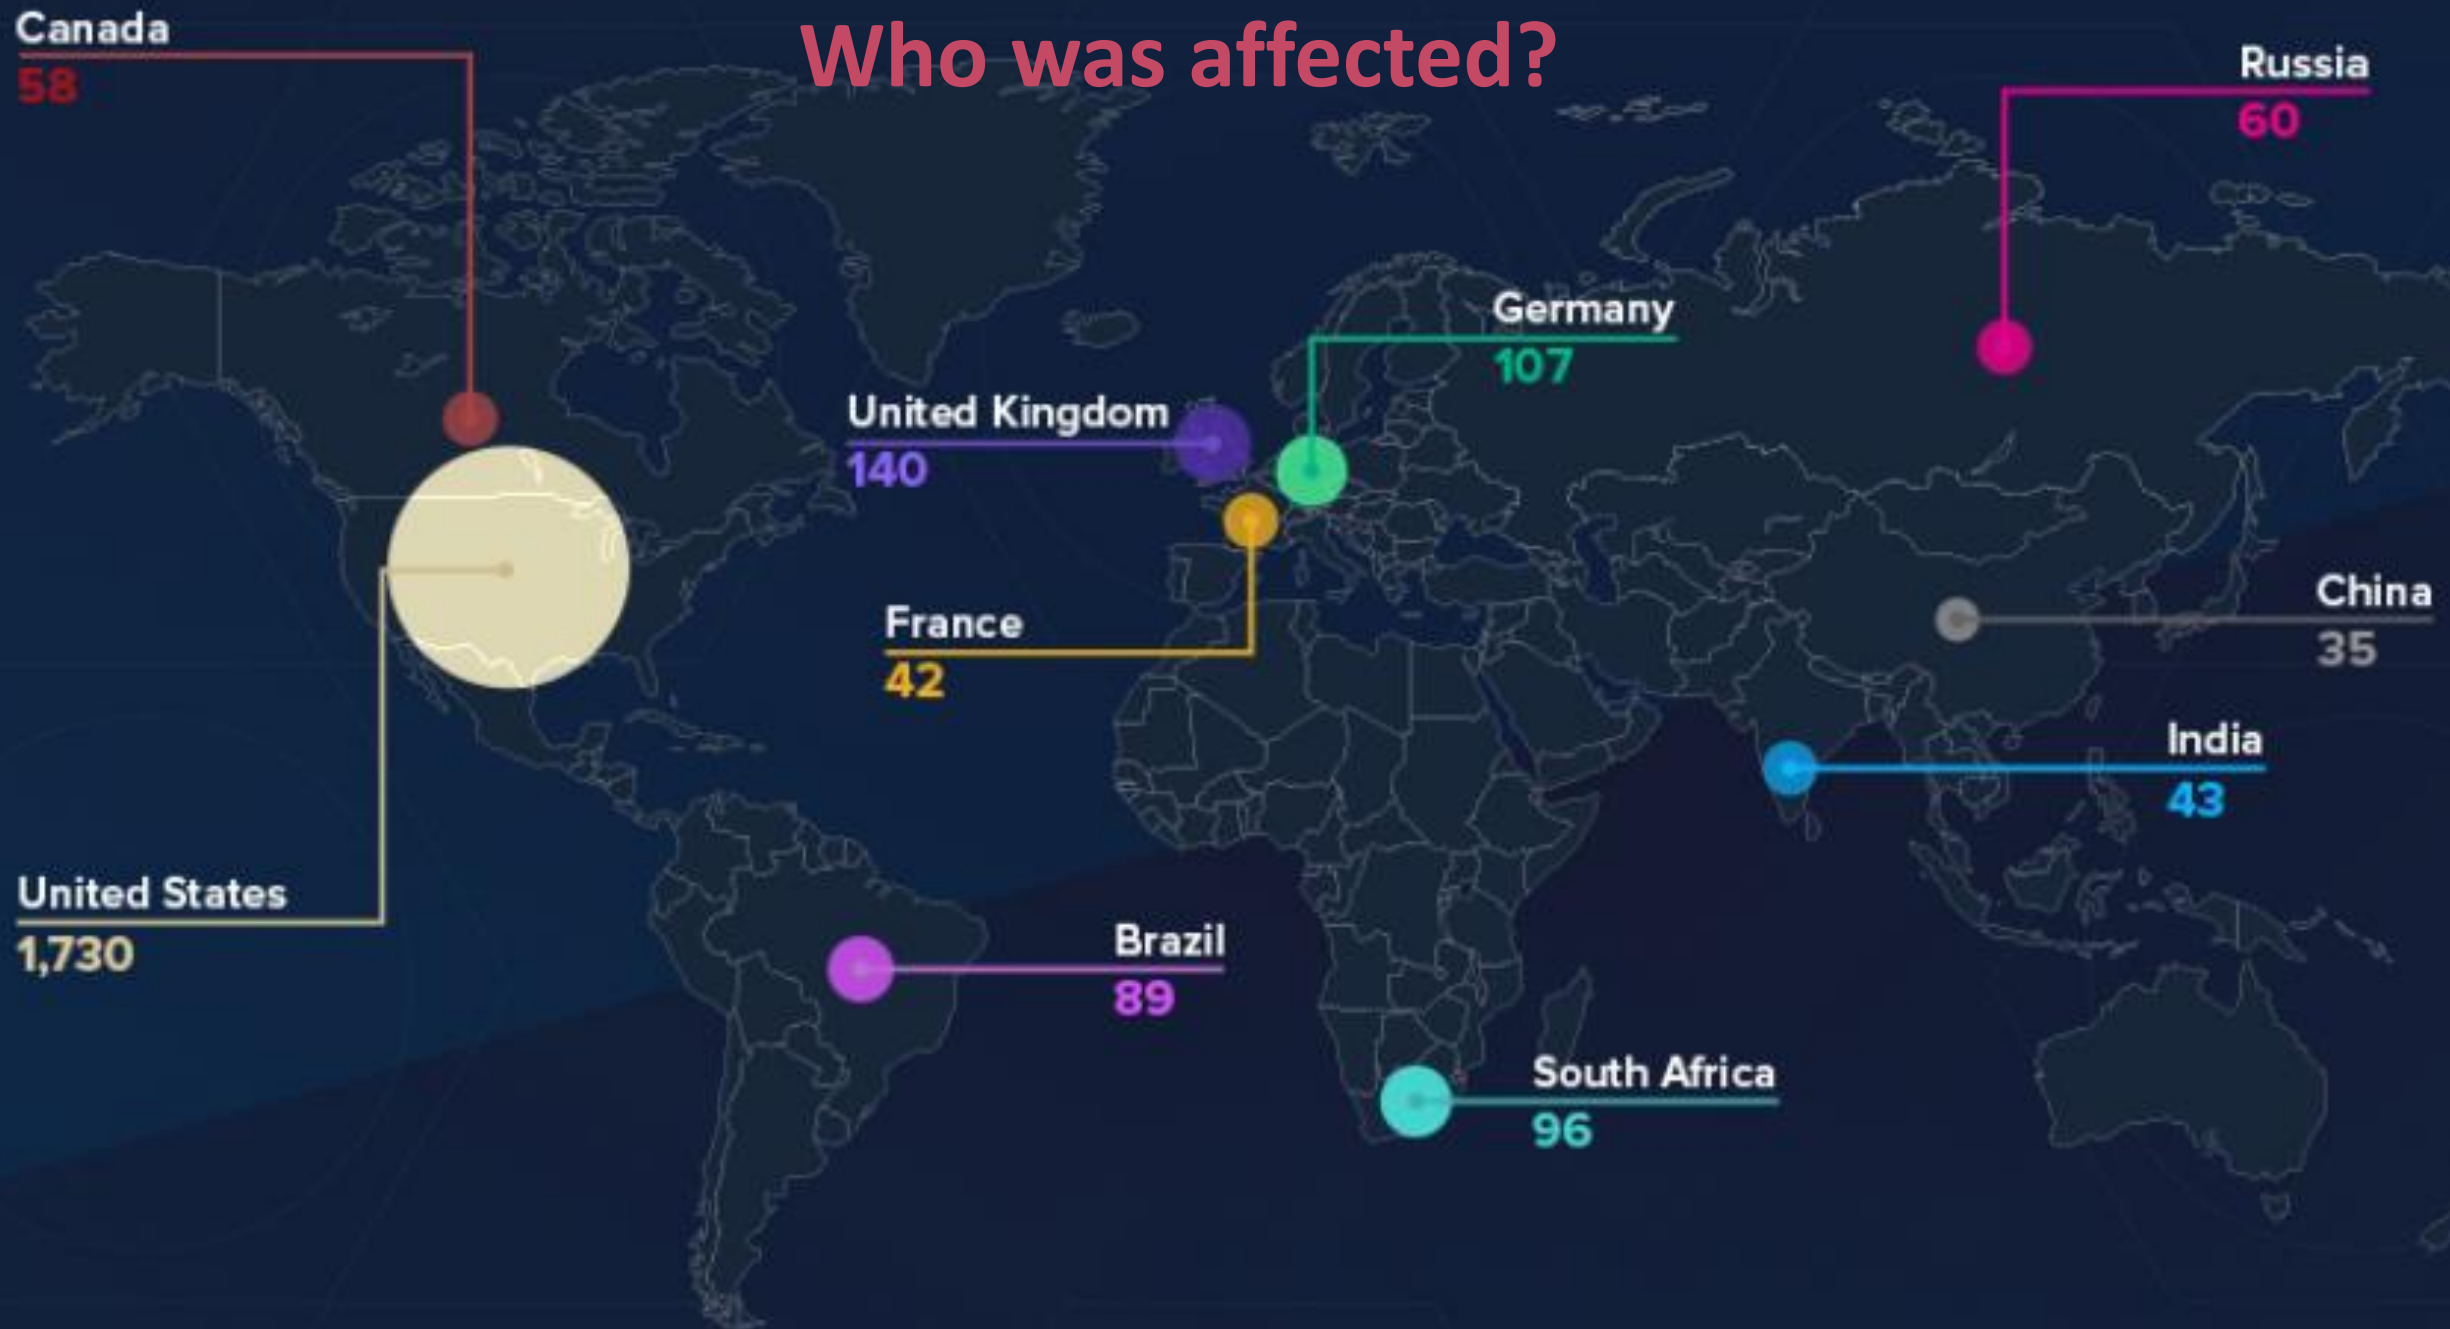 Who was affected?
Canada
58
Russia
60
Germany
107
United Kingdom
140
France
42
China
35
India
43
United States
1,730
Brazil
89
South Africa
96